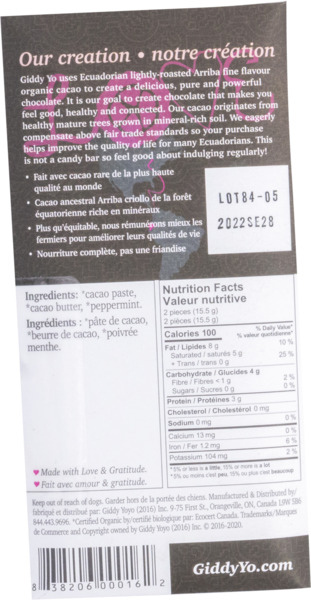 Our creation • notre création
Giddy Yo uses Ecuadorian lightly-roasted Arriba fine flavour
organic cacao to create a delicious, pure and powerful
chocolate. It is our goal to create chocolate that makes you
feel good, healthy and connected. Our cacao originates from
healthy mature trees grown in mineral-rich soil. We eagerly
compensate above fair trade standards so your purchase
helps improve the quality of life for many Ecuadorians. This
is not a candy bar so feel good about indulging regularly!
• Fait avec cacao rare de la plus haute
qualité au monde
• Cacao ancestral Arriba criollo de la forêt
équatorienne riche en minéraux
• Plus qu'équitable, nous rémunérons mieux les
fermiers pour améliorer leurs qualités de vie
• Nourriture complète, pas une friandise
LOT84-05
2022SE28
Ingredients: *cacao paste,
*cacao butter, *peppermint.
Ingrédients : *pâte de cacao,
*beurre de cacao, *poivrée
menthe.
♥ Made with Love & Gratitude.
♥ Fait avec amour & gratitude.
Nutrition Facts
Valeur nutritive
2 pieces (15.5 g)
2 pièces (15.5 g)
% Daily Value*
Calories 100 % valeur quotidienne*
Fat / Lipides 8 g 10 %
Saturated / saturés 5 g 25 %
+ Trans / trans 0 g
Carbohydrate / Glucides 4 g
Fibre / Fibres < 1 g 2 %
Sugars / Sucres 0 g 0 %
Protein / Protéines 3 g
Cholesterol / Cholestérol 0 mg
Sodium 0 mg 0 %
Calcium 13 mg 0 %
Iron / Fer 1.2 mg 6 %
Potassium 104 mg 2 %
*5% or less is a little, 15% or more is a lot
*5% ou moins c'est peu, 15% ou plus c'est beaucoup
Keep out of reach of dogs. Garder hors de la portée des chiens. Manufactured & Distributed by/
fabriqué et distribué par: Giddy Yoyo (2016) Inc. 9-75 First St., Orangeville, ON, Canada L9W 5B6
844.443.9696. *Certified Organic by/certifié biologique par: Ecocert Canada. Trademarks/Marques
de Commerce and Copyright owned by Giddy Yoyo (2016) Inc. © 2016-2020.
8 38206 00016 2
GiddyYo.com